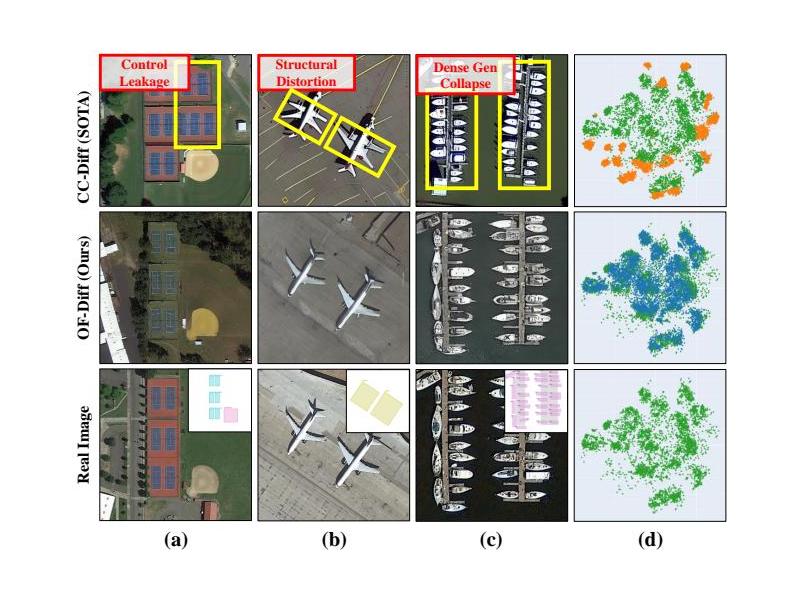 Control
Leakage
Structural
Distortion
Dense Gen
Collapse
CC-Diff (SOTA)
OF-Diff (Ours)
Real Image
(a)
(b)
(c)
(d)